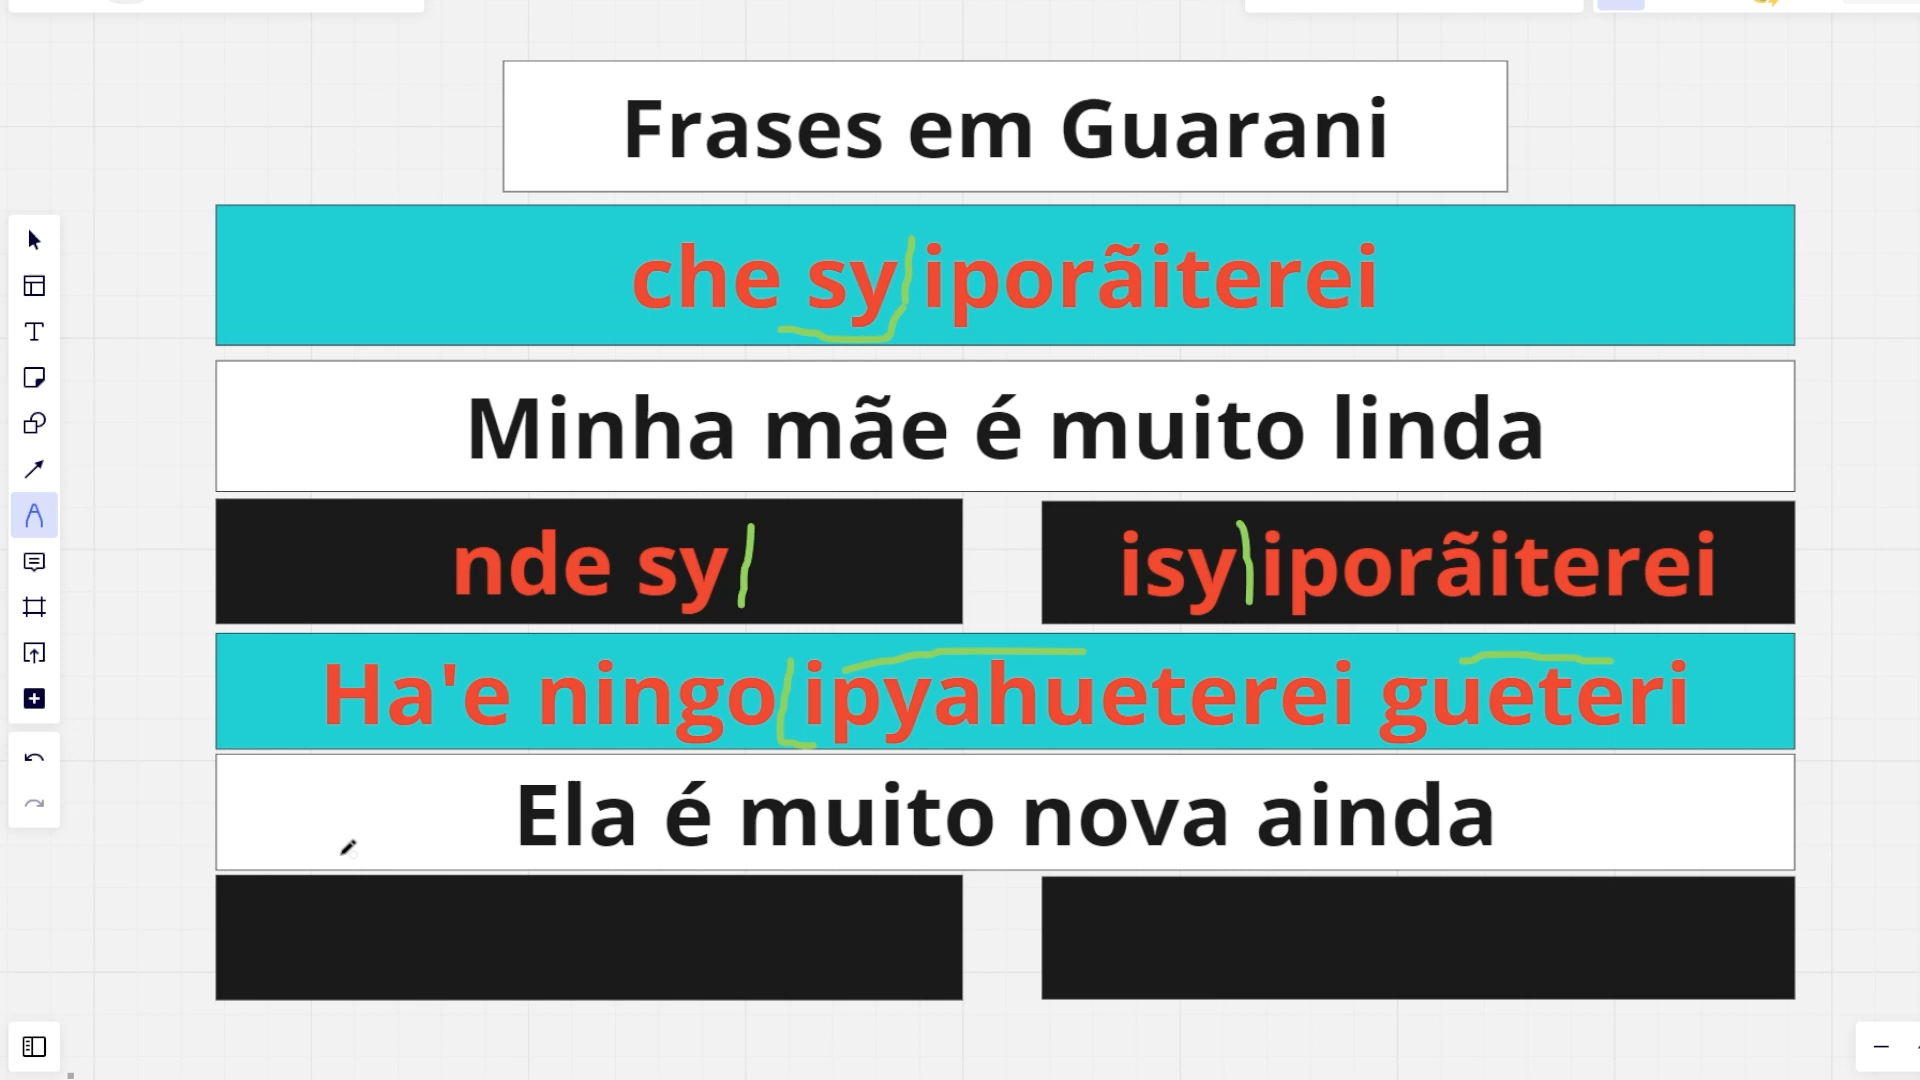 Frases em Guarani
che sy iporãiterei
Minha mãe é muito linda
nde sy
isy iporãiterei
Ha'e ningo ipyahueterei gueteri
Ela é muito nova ainda